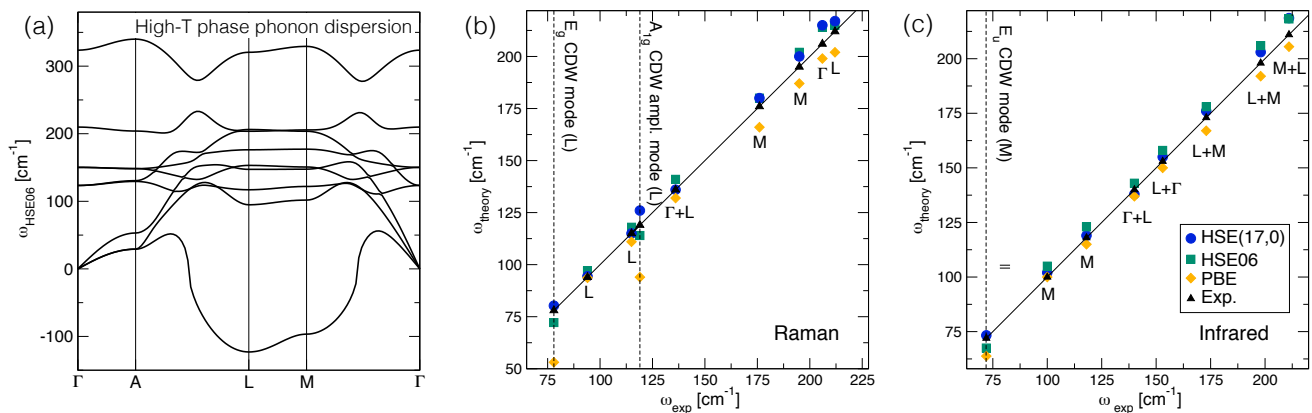 (a)
High-T phase phonon dispersion
ω_HSE06 [cm⁻¹]
300
200
100
0
-100
Γ A L M Γ
(b)
E_g CDW mode (L)
A_1g CDW ampl. mode (L)
ω_theory [cm⁻¹]
200
175
150
125
100
75
50
L
L
Γ+L
M
M
Γ
L
Raman
75 100 125 150 175 200 225
ω_exp [cm⁻¹]
(c)
E_u CDW mode (M)
ω_theory [cm⁻¹]
200
175
150
125
100
75
=
M
M
Γ+L
L+Γ
L+M
L+M
M+L
HSE(17,0)
HSE06
PBE
Exp.
Infrared
75 100 125 150 175 200
ω_exp [cm⁻¹]